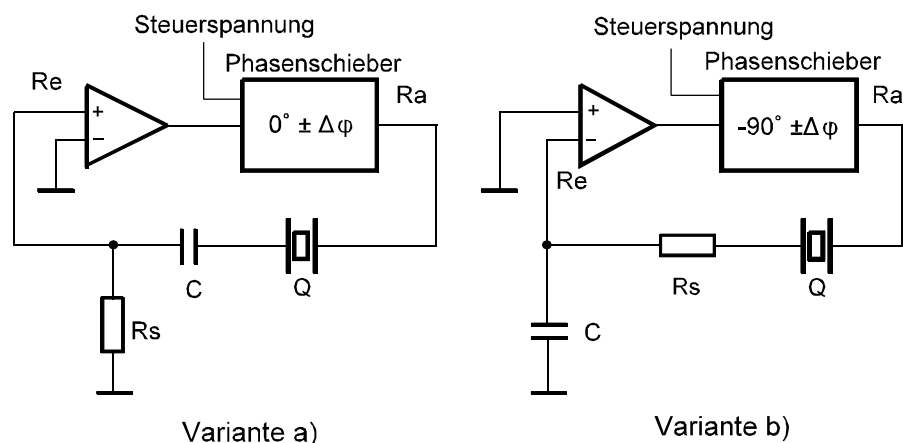 Steuerspannung
Phasenschieber
Re
Ra
+
−
0° ± Δφ
C
Q
Rs
Variante a)
Steuerspannung
Phasenschieber
Ra
+
−
-90° ±Δφ
Re
Rs
Q
C
Variante b)